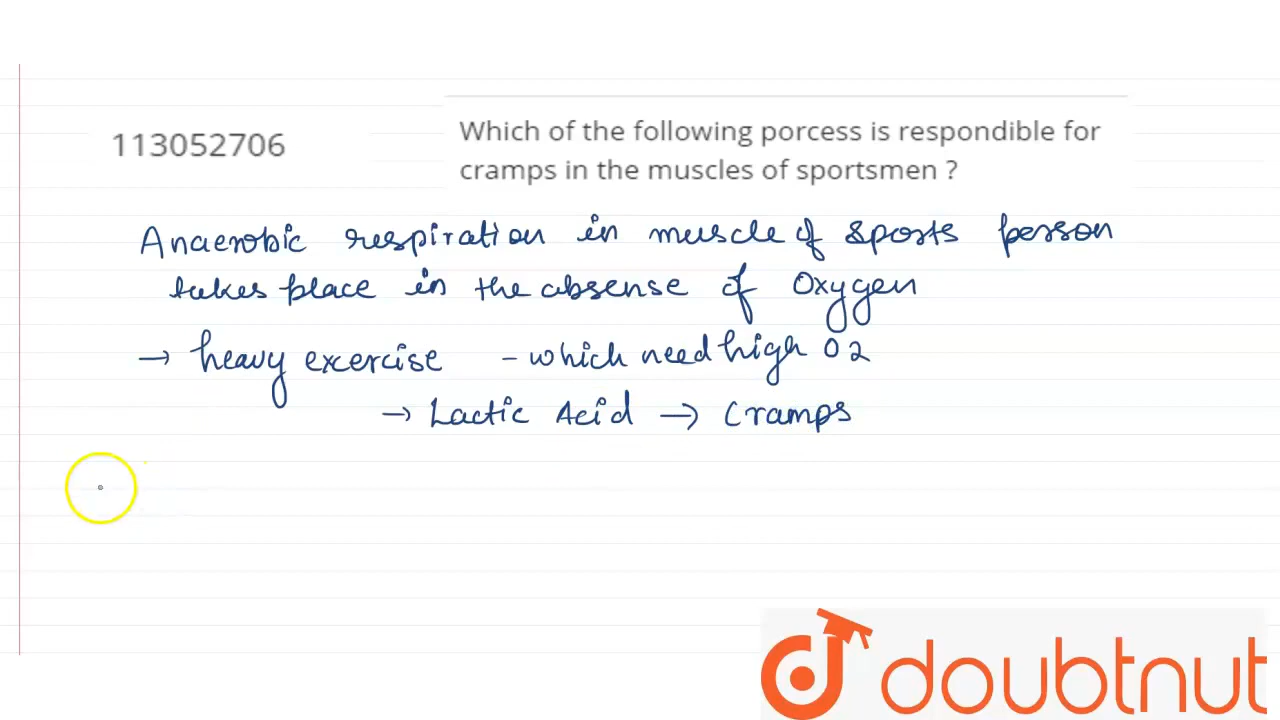 113052706
Which of the following porcess is respondible for
cramps in the muscles of sportsmen ?
Anaerobic respiration in muscle of sports person
takes place in the absense of Oxygen
→ heavy exercise - which need high O2
→ Lactic Acid → Cramps
doubtnut